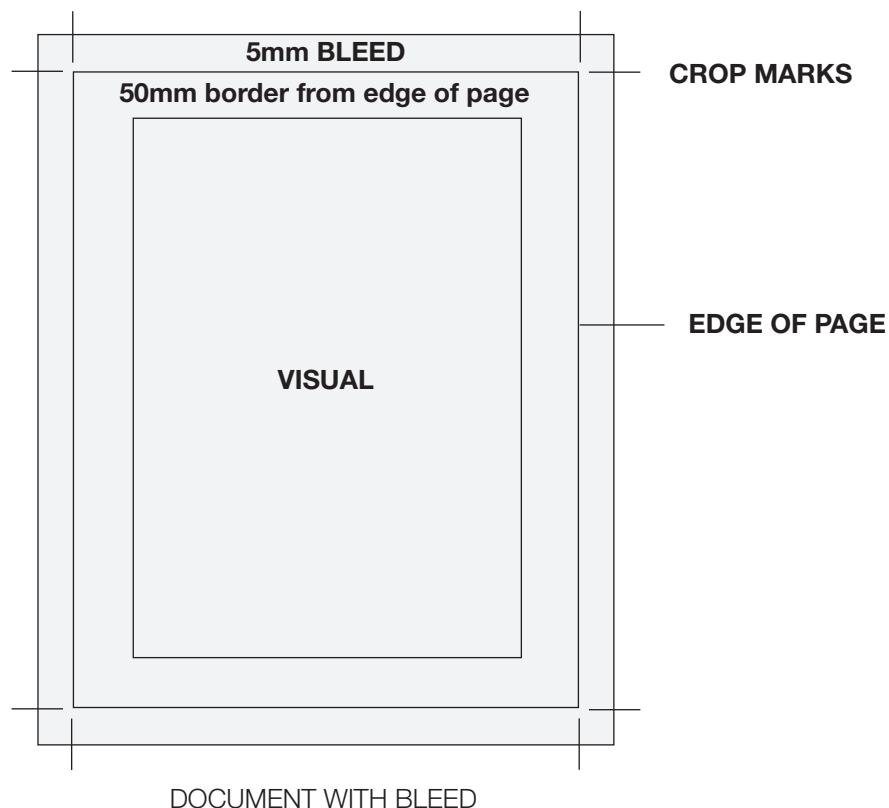 5mm BLEED
CROP MARKS
50mm border from edge of page
EDGE OF PAGE
VISUAL
DOCUMENT WITH BLEED